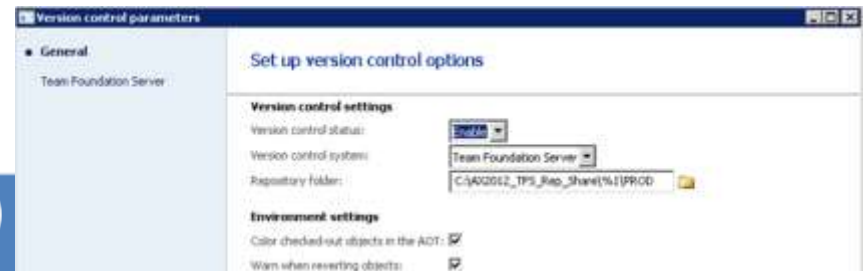 Version control parameters
General
Team Foundation Server
Set up version control options
Version control settings
Version control status: Enable
Version control system: Team Foundation Server
Repository folder: C:\AX2012_TFS_Rep_Share\%1\PROD
Environment settings
Color checked-out objects in the AOT:
Warn when reverting objects: